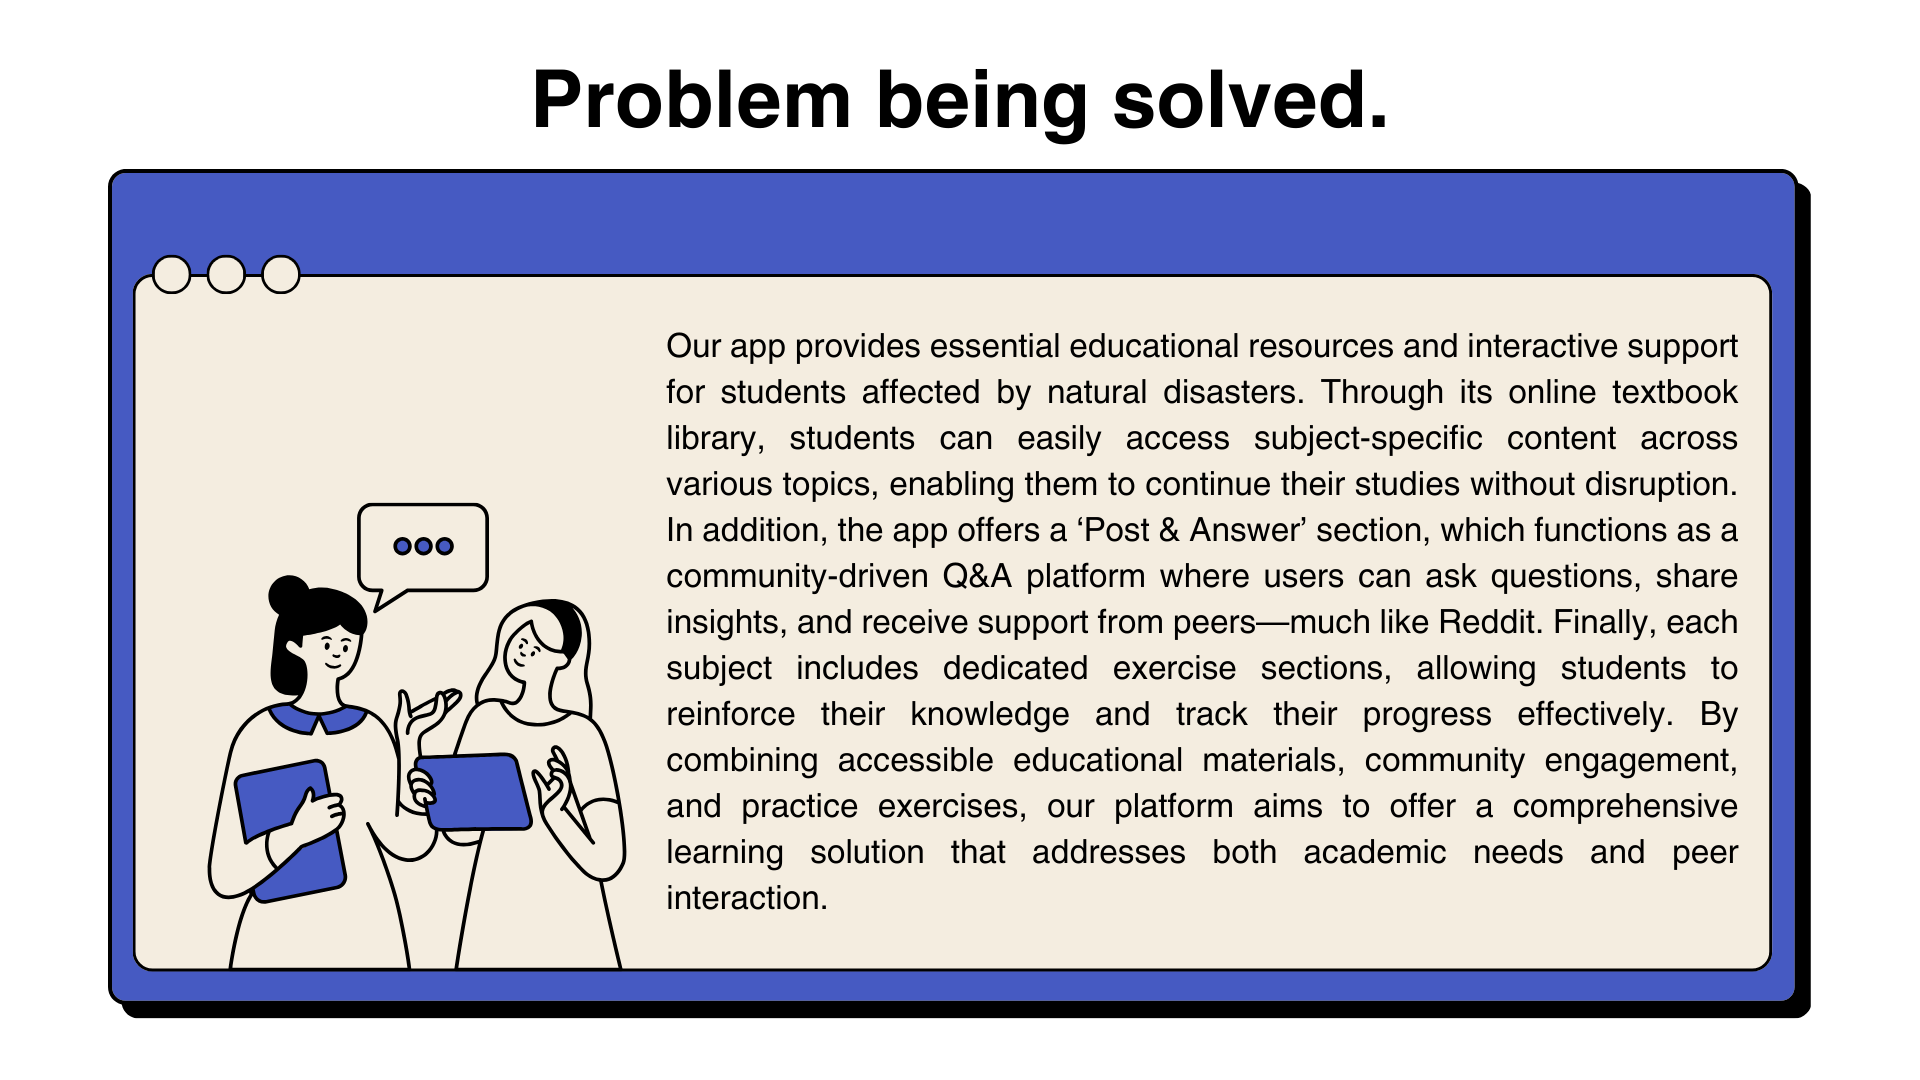 Problem being solved.
Our app provides essential educational resources and interactive support
for students affected by natural disasters. Through its online textbook
library, students can easily access subject-specific content across
various topics, enabling them to continue their studies without disruption.
In addition, the app offers a ‘Post & Answer’ section, which functions as a
community-driven Q&A platform where users can ask questions, share
insights, and receive support from peers—much like Reddit. Finally, each
subject includes dedicated exercise sections, allowing students to
reinforce their knowledge and track their progress effectively. By
combining accessible educational materials, community engagement,
and practice exercises, our platform aims to offer a comprehensive
learning solution that addresses both academic needs and peer
interaction.